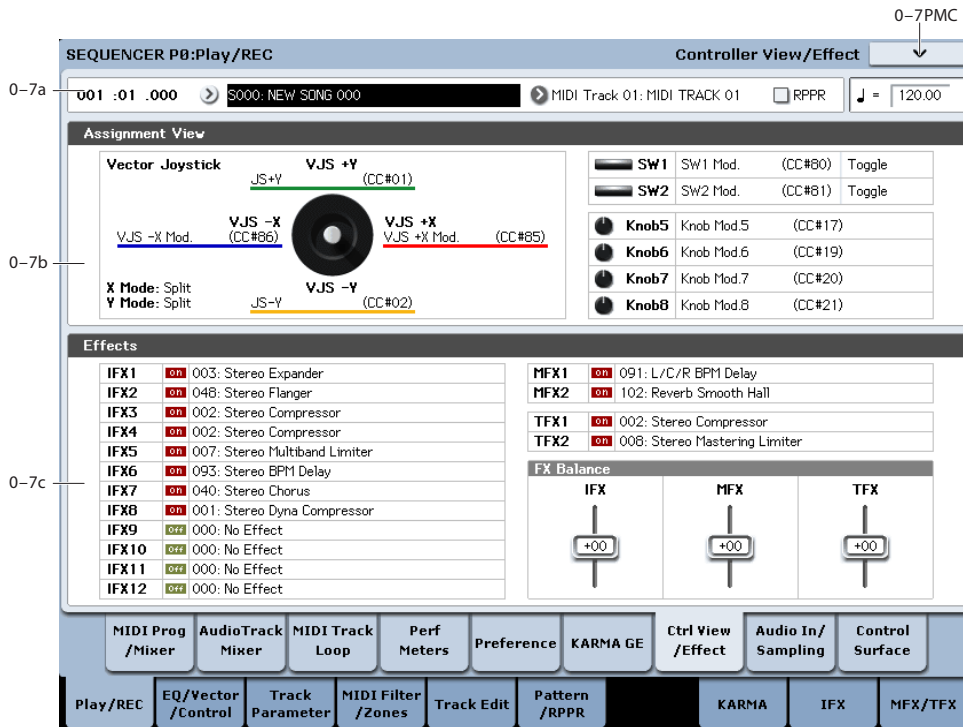 0–7PMC
SEQUENCER P0:Play/REC Controller View/Effect
0–7a
001 :01 .000 S000: NEW SONG 000 MIDI Track 01: MIDI TRACK 01 RPPR ♩ = 120.00
Assignment View
Vector Joystick VJS +Y
JS+Y (CC#01)
VJS –X VJS +X
VJS –X Mod. (CC#86) VJS +X Mod. (CC#85)
0–7b
X Mode: Split VJS –Y
Y Mode: Split JS–Y (CC#02)
SW1 SW1 Mod. (CC#80) Toggle
SW2 SW2 Mod. (CC#81) Toggle
Knob5 Knob Mod.5 (CC#17)
Knob6 Knob Mod.6 (CC#19)
Knob7 Knob Mod.7 (CC#20)
Knob8 Knob Mod.8 (CC#21)
Effects
IFX1 on 003: Stereo Expander
IFX2 on 048: Stereo Flanger
IFX3 on 002: Stereo Compressor
IFX4 on 002: Stereo Compressor
IFX5 on 007: Stereo Multiband Limiter
IFX6 on 093: Stereo BPM Delay
0–7c
IFX7 on 040: Stereo Chorus
IFX8 on 001: Stereo Dyna Compressor
IFX9 Off 000: No Effect
IFX10 Off 000: No Effect
IFX11 Off 000: No Effect
IFX12 Off 000: No Effect
MFX1 on 091: L/C/R BPM Delay
MFX2 on 102: Reverb Smooth Hall
TFX1 on 002: Stereo Compressor
TFX2 on 008: Stereo Mastering Limiter
FX Balance
IFX MFX TFX
+00 +00 +00
MIDI Prog AudioTrack MIDI Track Perf Preference KARMA GE Ctrl View Audio In/ Control
/Mixer Mixer Loop Meters /Effect Sampling Surface
Play/REC EQ/Vector Track MIDI Filter Track Edit Pattern KARMA IFX MFX/TFX
/Control Parameter /Zones /RPPR